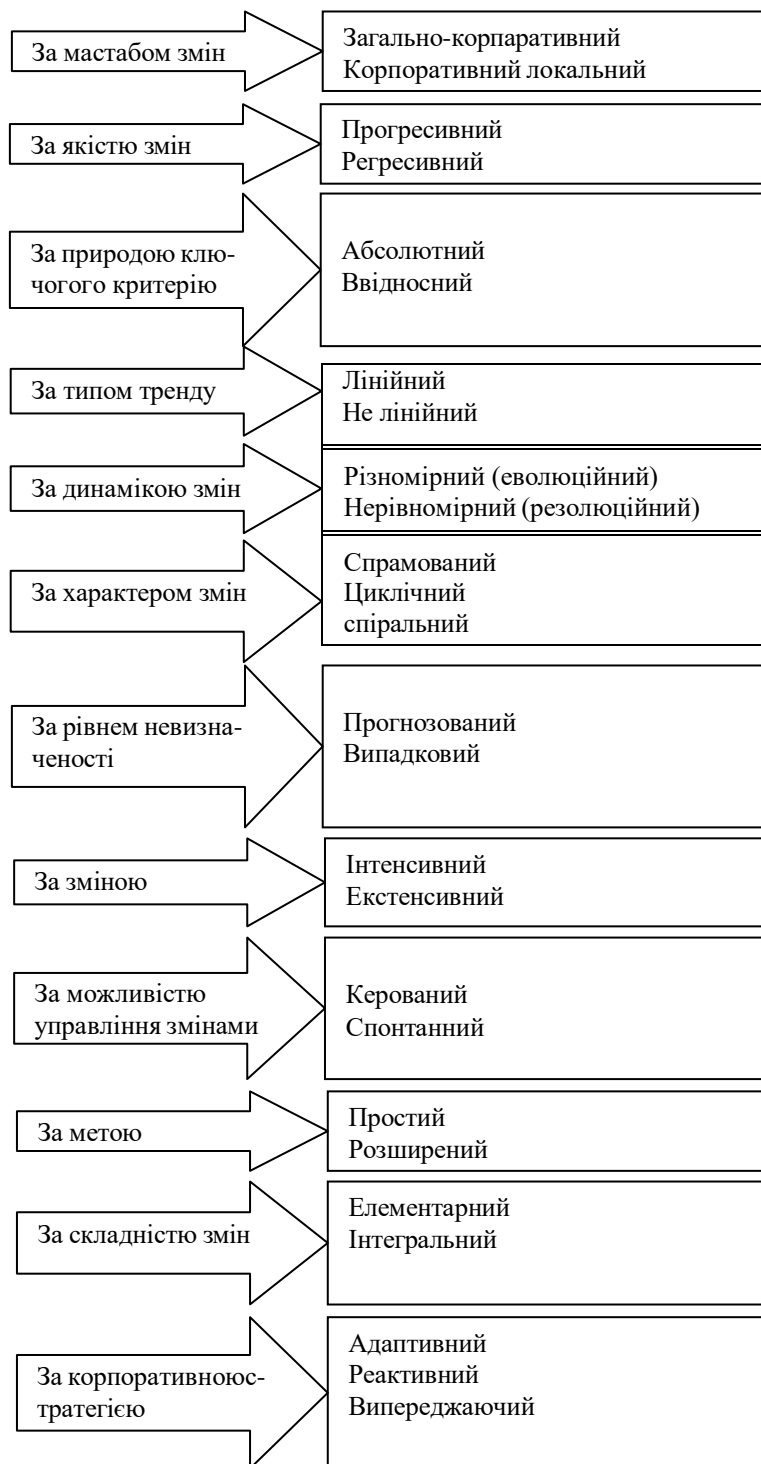 За мастабом змін
Загально-корпаративний
Корпоративний локальний
За якістю змін
Прогресивний
Регресивний
За природою клю-
чогого критерію
Абсолютний
Ввідносний
За типом тренду
Лінійний
Не лінійний
За динамікою змін
Різномірний (еволюційний)
Нерівномірний (резолюційний)
За характером змін
Спрамований
Циклічний
спіральний
За рівнем невизна-
ченості
Прогнозований
Випадковий
За зміною
Інтенсивний
Екстенсивний
За можливістю
управління змінами
Керований
Спонтанний
За метою
Простий
Розширений
За складністю змін
Елементарний
Інтегральний
За корпоративноюс-
тратегією
Адаптивний
Реактивний
Випереджаючий